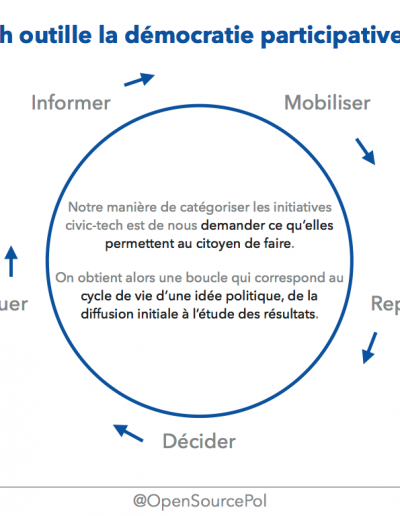 h outille la démocratie participative
Informer
Mobiliser
Notre manière de catégoriser les initiatives
civic-tech est de nous demander ce qu'elles
permettent au citoyen de faire.
On obtient alors une boucle qui correspond au
cycle de vie d'une idée politique, de la
diffusion initiale à l'étude des résultats.
uer
Rep
Décider
@OpenSourcePol